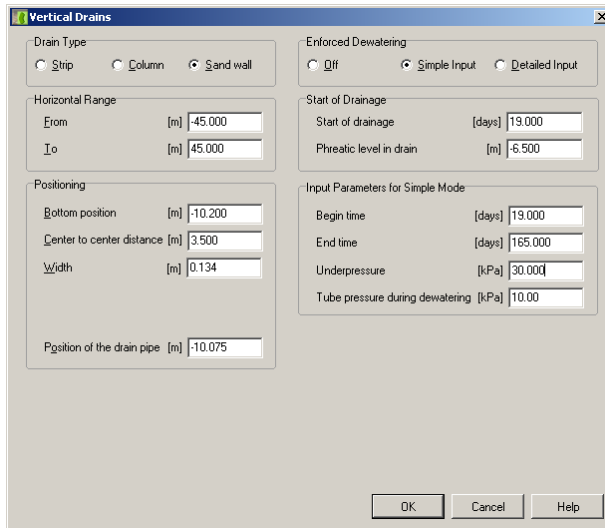 Vertical Drains
Drain Type
Strip
Column
Sand wall
Horizontal Range
From [m] -45.000
To [m] 45.000
Positioning
Bottom position [m] -10.200
Center to center distance [m] 3.500
Width [m] 0.134
Position of the drain pipe [m] -10.075
Enforced Dewatering
Off
Simple Input
Detailed Input
Start of Drainage
Start of drainage [days] 19.000
Phreatic level in drain [m] -6.500
Input Parameters for Simple Mode
Begin time [days] 19.000
End time [days] 165.000
Underpressure [kPa] 30.000
Tube pressure during dewatering [kPa] 10.00
OK
Cancel
Help